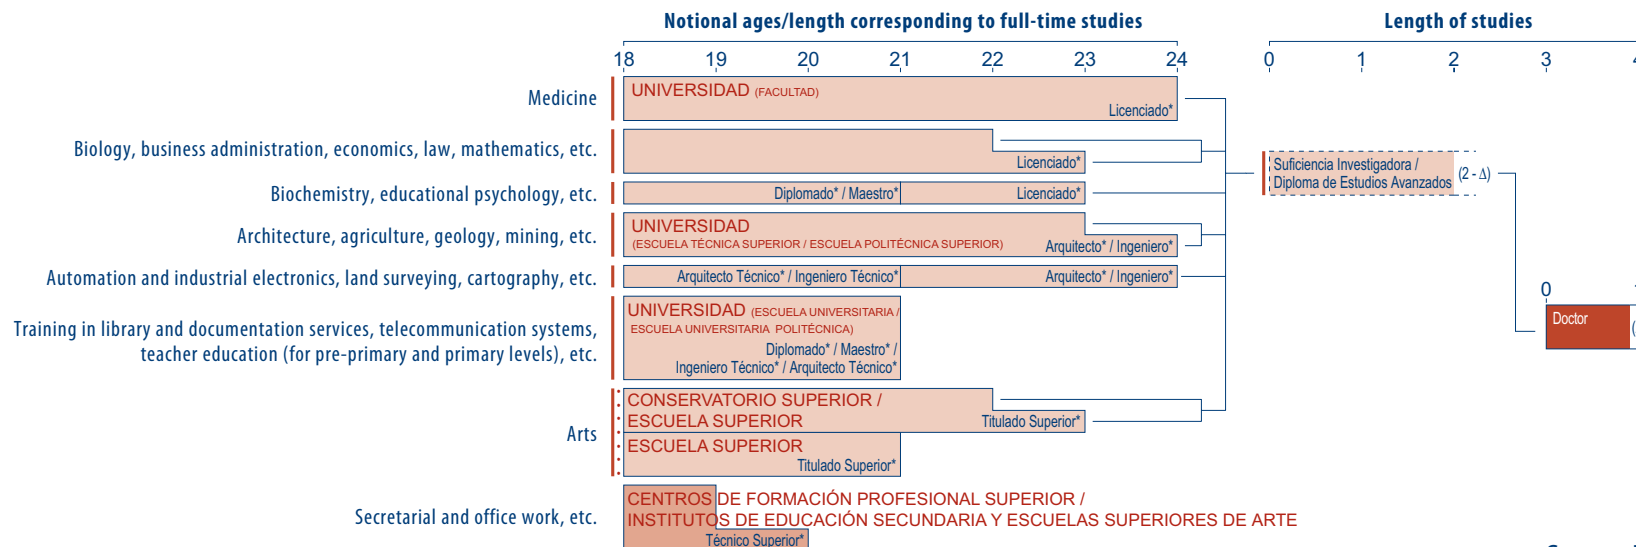 Notional ages/length corresponding to full-time studies
Length of studies
18 19 20 21 22 23 24
0 1 2 3 4
Medicine
UNIVERSIDAD (FACULTAD)
Licenciado*
Biology, business administration, economics, law, mathematics, etc.
Licenciado*
Suficiencia Investigadora /
Diploma de Estudios Avanzados
(2 - Δ)
Biochemistry, educational psychology, etc.
Diplomado* / Maestro*
Licenciado*
Architecture, agriculture, geology, mining, etc.
UNIVERSIDAD
(ESCUELA TÉCNICA SUPERIOR / ESCUELA POLITÉCNICA SUPERIOR)
Arquitecto* / Ingeniero*
Automation and industrial electronics, land surveying, cartography, etc.
Arquitecto Técnico* / Ingeniero Técnico*
Arquitecto* / Ingeniero*
0
Doctor
(
Training in library and documentation services, telecommunication systems,
teacher education (for pre-primary and primary levels), etc.
UNIVERSIDAD (ESCUELA UNIVERSITARIA /
ESCUELA UNIVERSITARIA POLITÉCNICA)
Diplomado* / Maestro* /
Ingeniero Técnico* / Arquitecto Técnico*
Arts
CONSERVATORIO SUPERIOR /
ESCUELA SUPERIOR
Titulado Superior*
ESCUELA SUPERIOR
Titulado Superior*
Secretarial and office work, etc.
CENTROS DE FORMACIÓN PROFESIONAL SUPERIOR /
INSTITUTOS DE EDUCACIÓN SECUNDARIA Y ESCUELAS SUPERIORES DE ARTE
Técnico Superior*